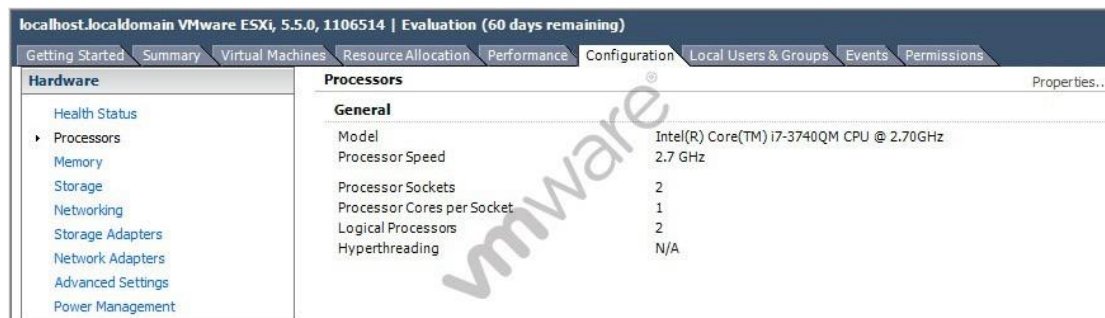 localhost.localdomain VMware ESXi, 5.5.0, 1106514 | Evaluation (60 days remaining)
Getting Started Summary Virtual Machines Resource Allocation Performance Configuration Local Users & Groups Events Permissions
Hardware
Health Status
Processors
Memory
Storage
Networking
Storage Adapters
Network Adapters
Advanced Settings
Power Management
Processors
Properties..
General
Model Intel(R) Core(TM) i7-3740QM CPU @ 2.70GHz
Processor Speed 2.7 GHz
Processor Sockets 2
Processor Cores per Socket 1
Logical Processors 2
Hyperthreading N/A
vmware®